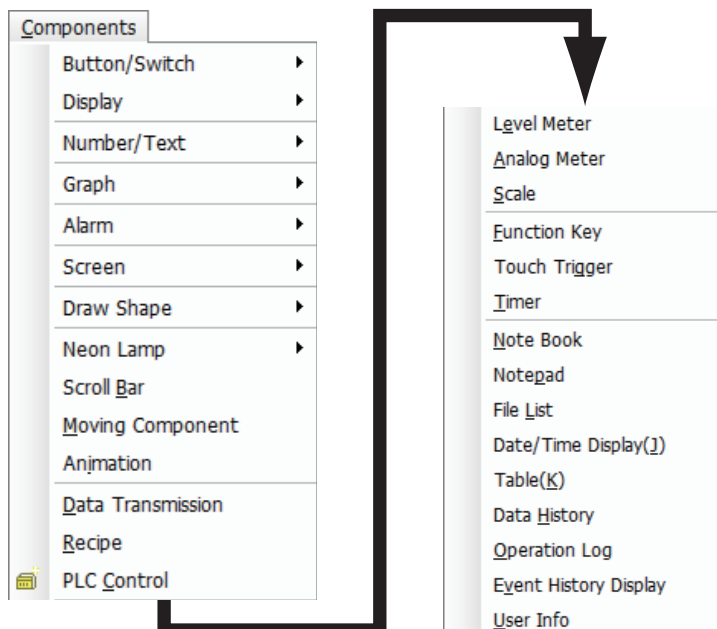 Components
Button/Switch
Display
Number/Text
Graph
Alarm
Screen
Draw Shape
Neon Lamp
Scroll Bar
Moving Component
Animation
Data Transmission
Recipe
PLC Control
Level Meter
Analog Meter
Scale
Function Key
Touch Trigger
Timer
Note Book
Notepad
File List
Date/Time Display(J)
Table(K)
Data History
Operation Log
Event History Display
User Info